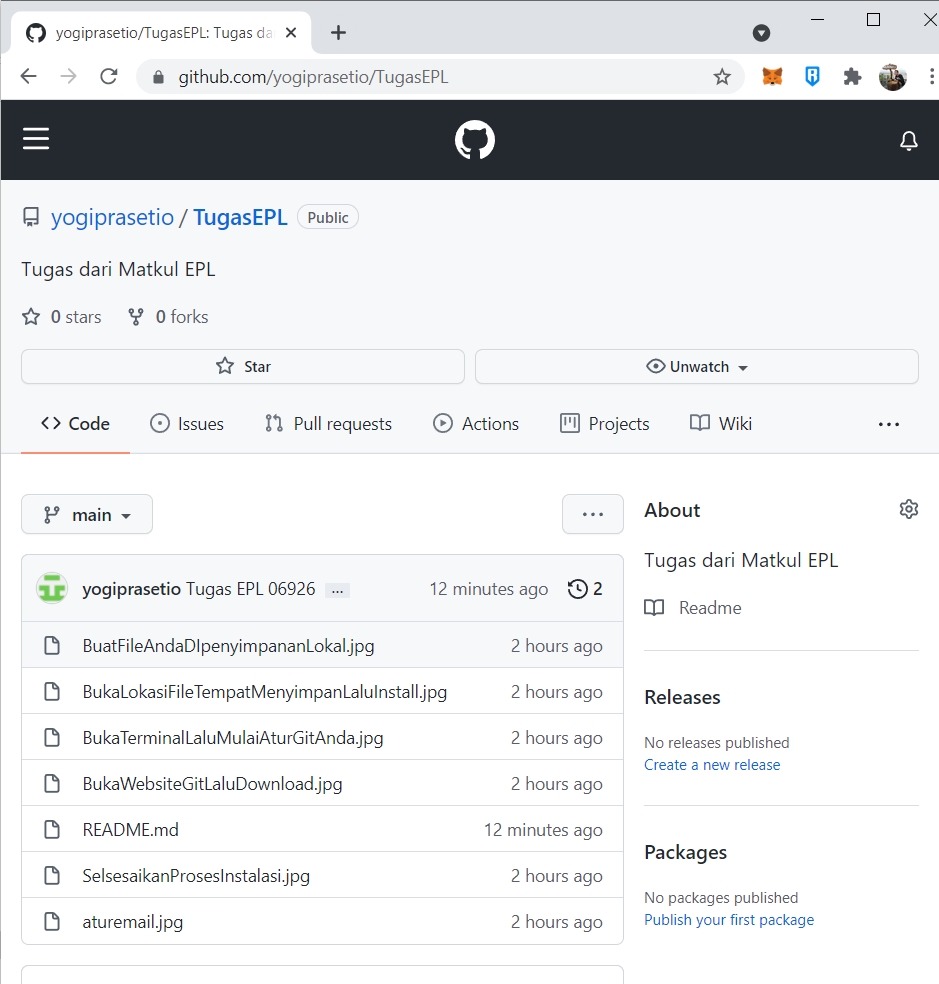 yogiprasetio/TugasEPL: Tugas da
github.com/yogiprasetio/TugasEPL
yogiprasetio / TugasEPL Public
Tugas dari Matkul EPL
0 stars 0 forks
Star Unwatch
Code Issues Pull requests Actions Projects Wiki ...
main ...
yogiprasetio Tugas EPL 06926 ... 12 minutes ago 2
BuatFileAndaDIpenyimpananLokal.jpg 2 hours ago
BukaLokasiFileTempatMenyimpanLaluInstall.jpg 2 hours ago
BukaTerminalLaluMulaiAturGitAnda.jpg 2 hours ago
BukaWebsiteGitLaluDownload.jpg 2 hours ago
README.md 12 minutes ago
SelsesaikanProsesInstalasi.jpg 2 hours ago
aturemail.jpg 2 hours ago
About
Tugas dari Matkul EPL
Readme
Releases
No releases published
Create a new release
Packages
No packages published
Publish your first package